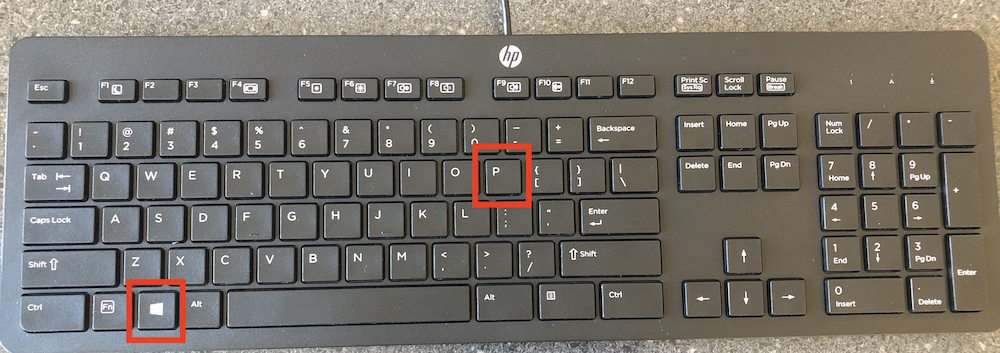 hp
Esc F1 F2 F3 F4 F5 F6 F7 F8 F9 F10 F11 F12 Print Sc Scroll Pause
Sys Rq Lock Break
~ ! @ # $ % ^ & * ( ) _ + Backspace Insert Home Pg Up Num / * -
1 2 3 4 5 6 7 8 9 0 - = ← Lock
Tab Q W E R T Y U I O P { } | Delete End Pg Dn 7 8 9 +
[ ] \ Home ↑ Pg Up
Caps Lock A S D F G H J K L : " Enter 4 5 6
; ' ← →
Shift ⇧ Z X C V B N M < > ? ⇧ Shift ↑ 1 2 3 Enter
, . / End ↓ Pg Dn
Ctrl Fn Alt Alt Ctrl ← ↓ → 0 .
Insert Delete